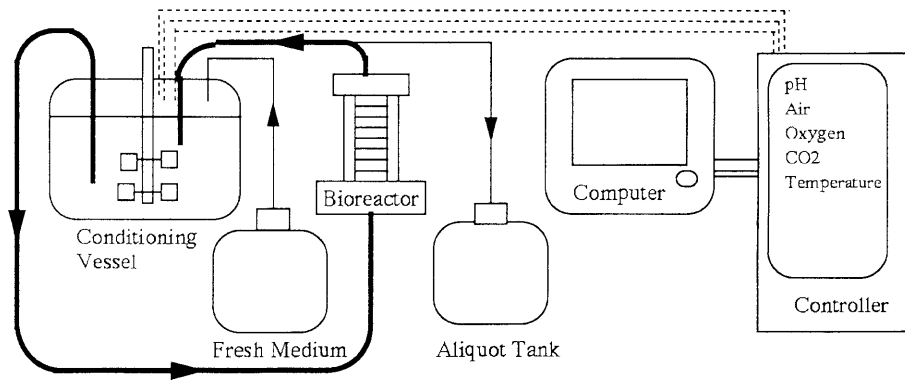 pH
Air
Oxygen
CO2
Temperature
Computer
Bioreactor
Conditioning
Vessel
Controller
Fresh Medium
Aliquot Tank